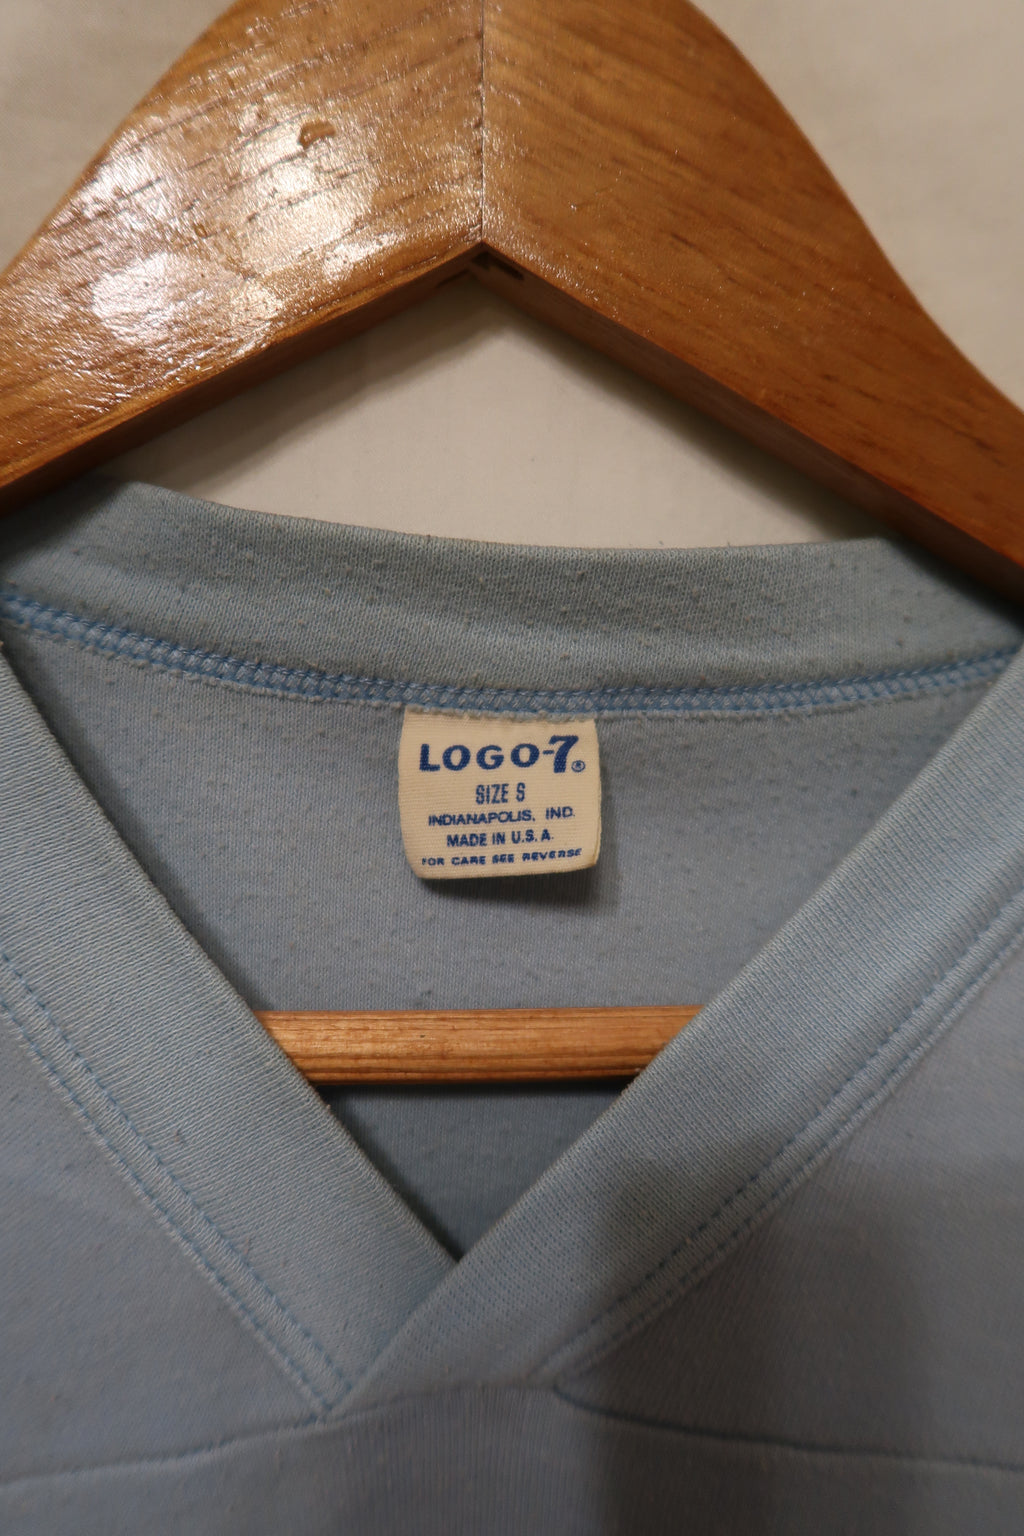 LOGO-7®
SIZE S
INDIANAPOLIS, IND.
MADE IN U.S.A.
FOR CARE SEE REVERSE